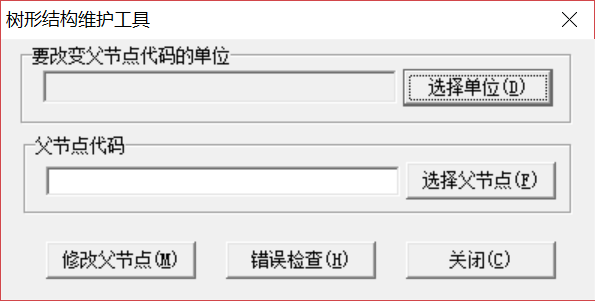 树形结构维护工具
要改变父节点代码的单位
选择单位(D)
父节点代码
选择父节点(F)
修改父节点(M)
错误检查(H)
关闭(C)